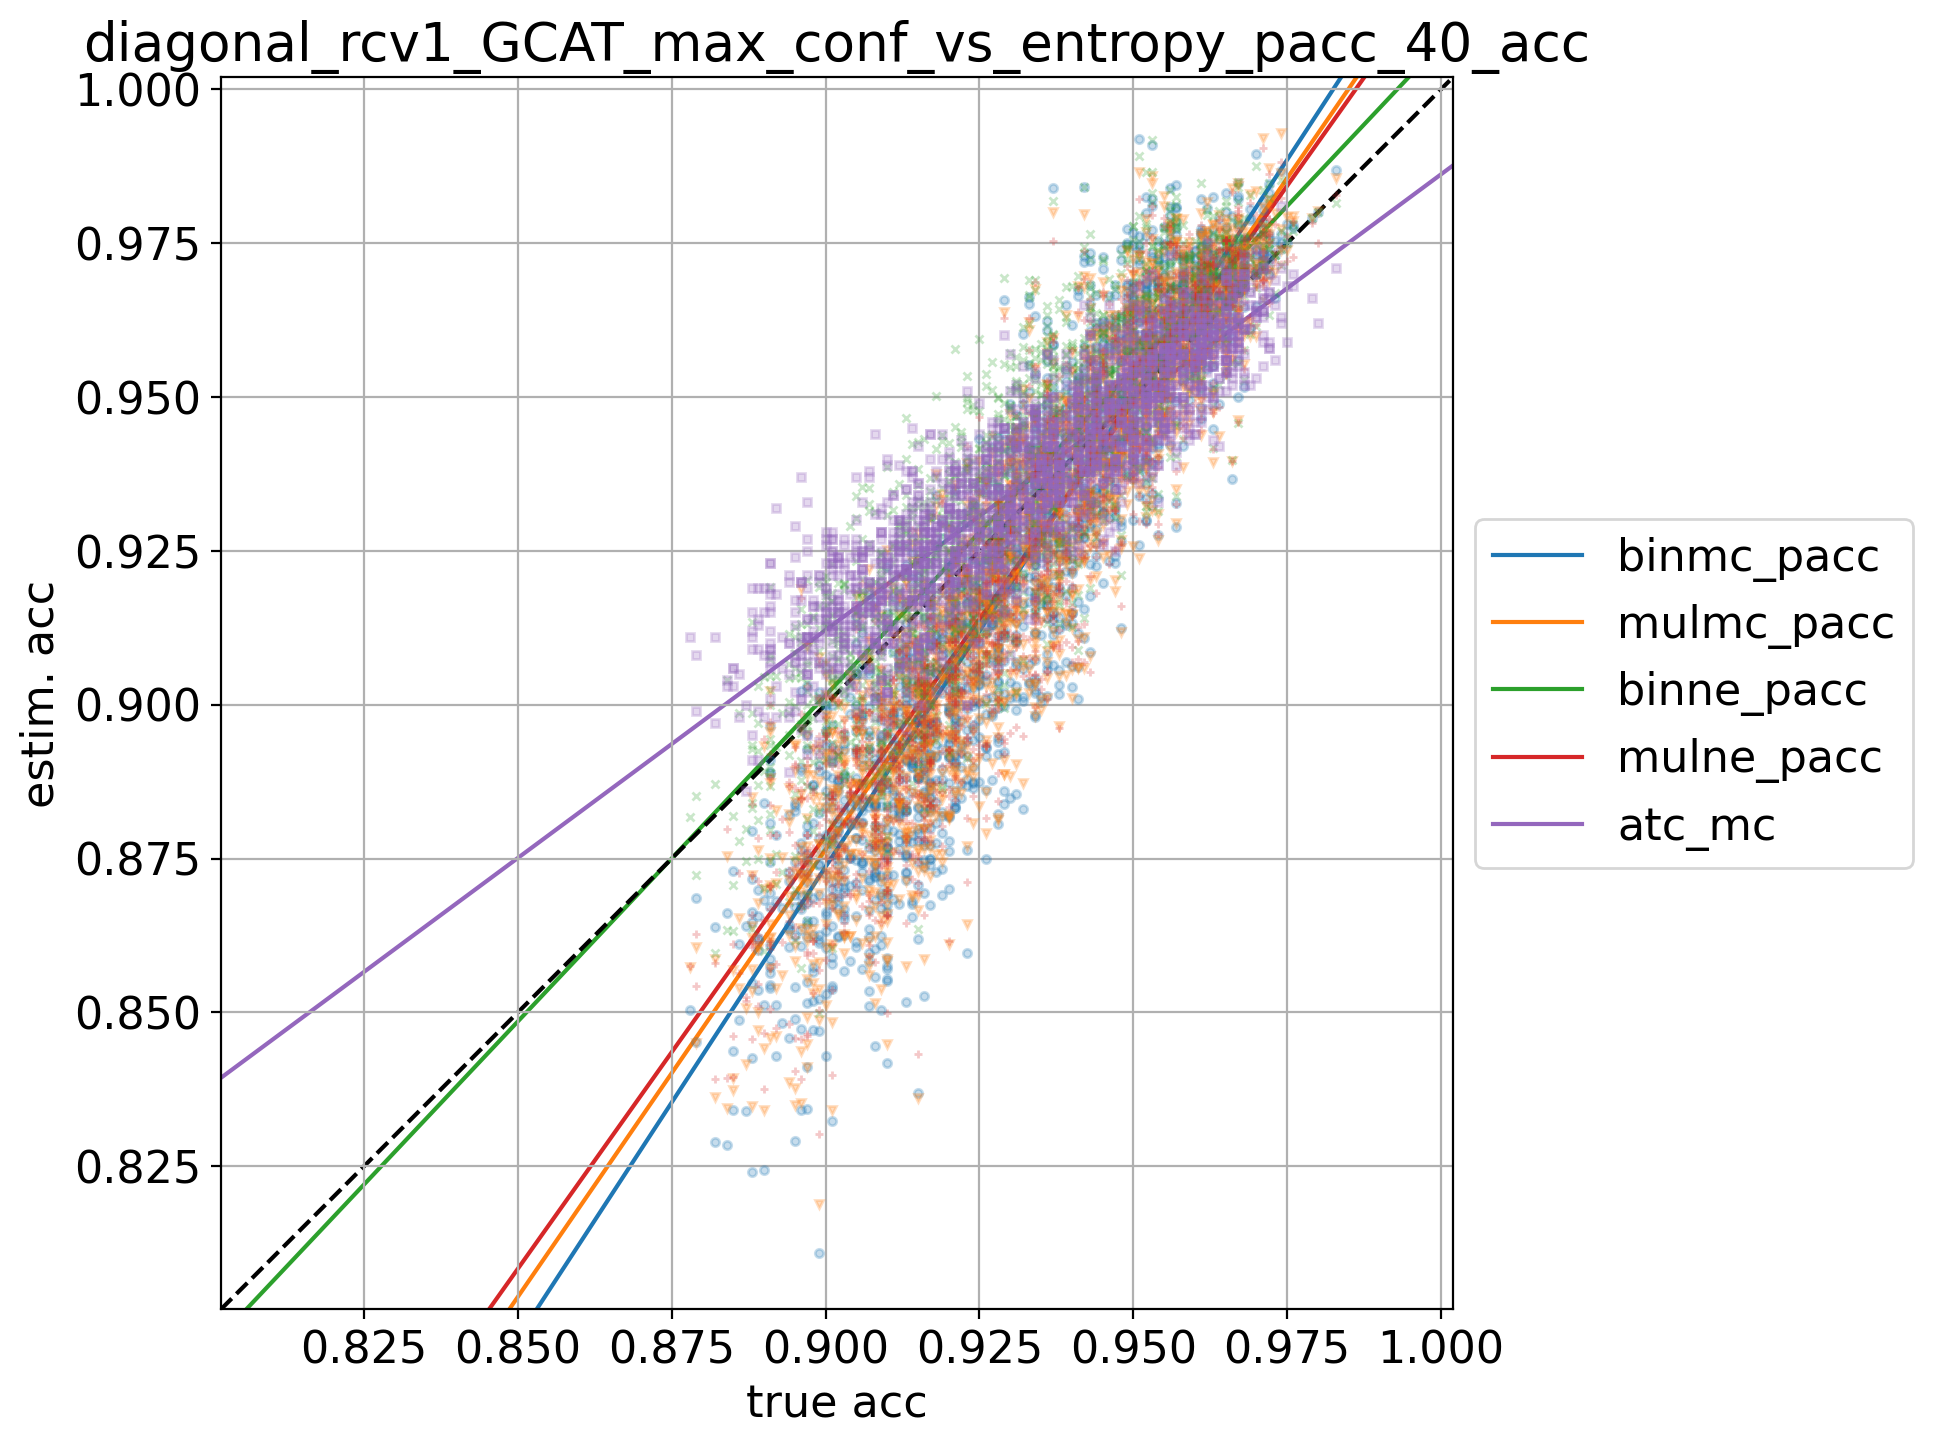 diagonal_rcv1_GCAT_max_conf_vs_entropy_pacc_40_acc
1.000
0.975
0.950
0.925
0.900
0.875
0.850
0.825
estim. acc
0.825 0.850 0.875 0.900 0.925 0.950 0.975 1.000
true acc
binmc_pacc
mulmc_pacc
binne_pacc
mulne_pacc
atc_mc